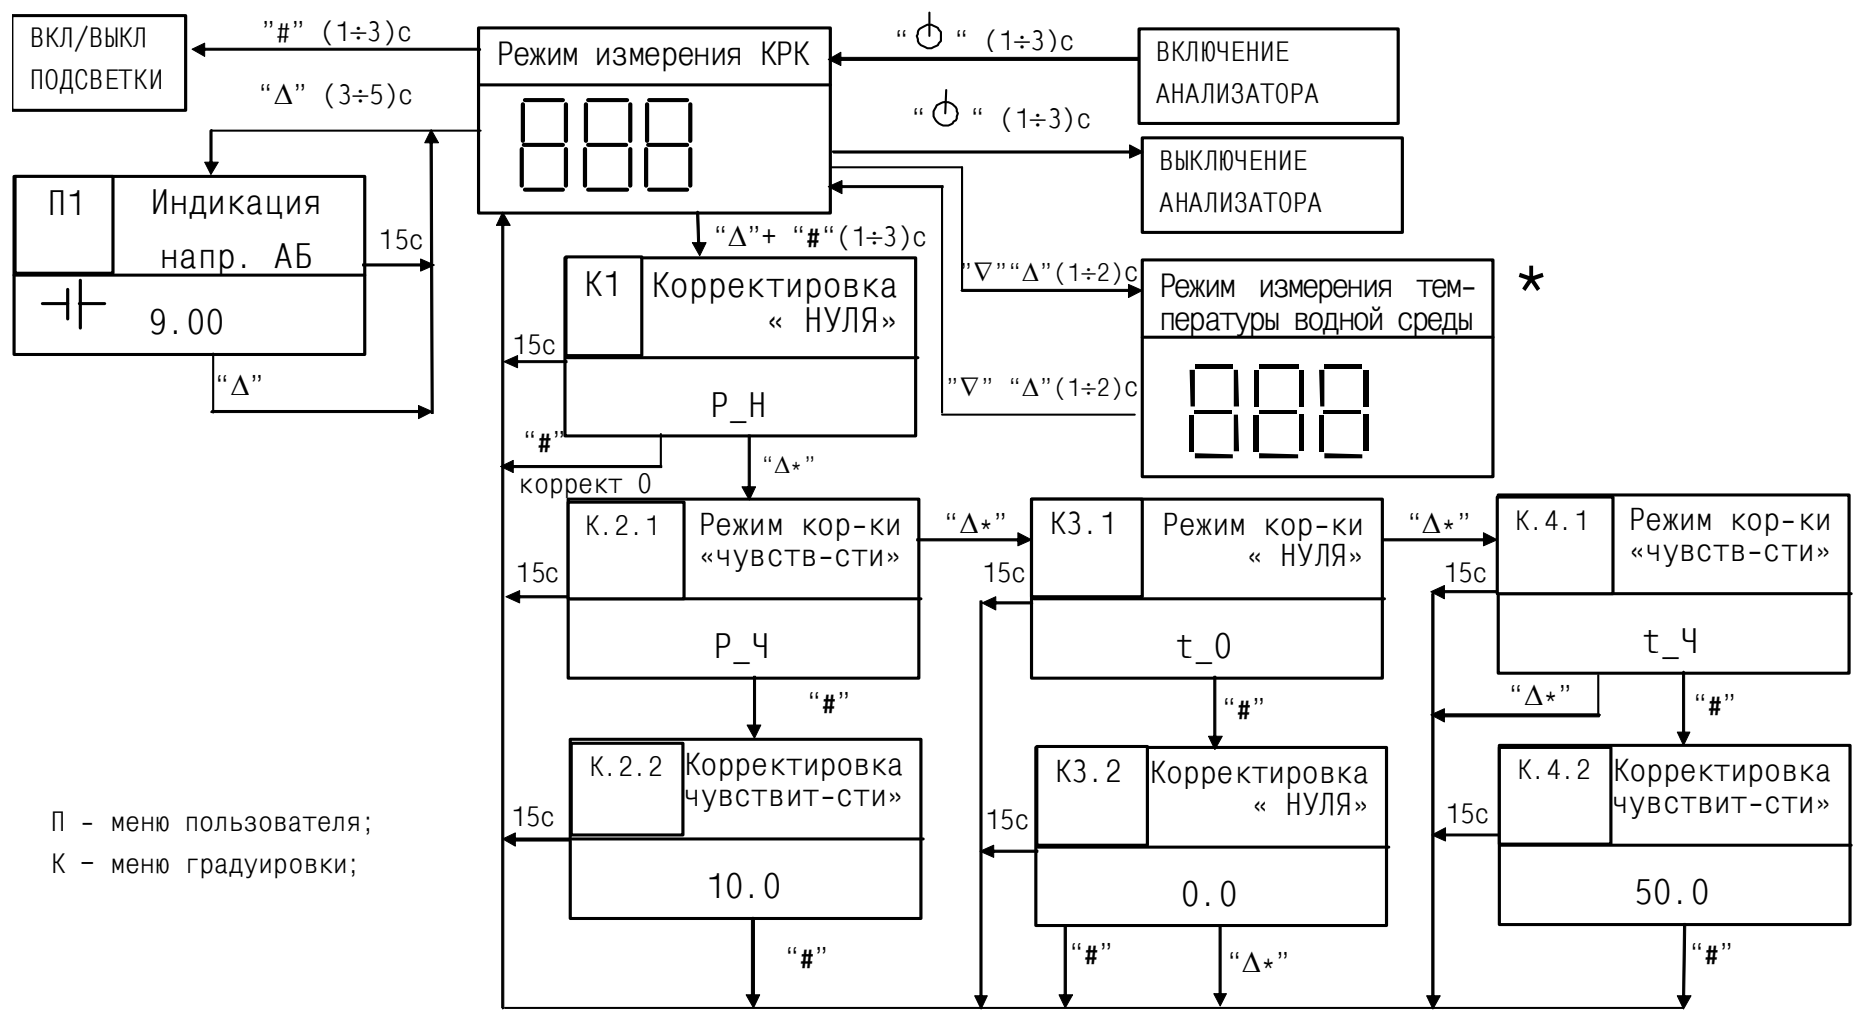 ВКЛ/ВЫКЛ
ПОДСВЕТКИ
”#” (1÷3)с
“Δ” (3÷5)с
Режим измерения КРК
“ “ (1÷3)с
ВКЛЮЧЕНИЕ
АНАЛИЗАТОРА
“ “ (1÷3)с
ВЫКЛЮЧЕНИЕ
АНАЛИЗАТОРА
П1
Индикация
напр. АБ
15с
9.00
“Δ”
“Δ”+ “#“(1÷3)с
К1
Корректировка
« НУЛЯ»
15с
Р_Н
“#”
коррект 0
“Δ*”
”∇”“Δ”(1÷2)с
Режим измерения тем-
пературы водной среды
*
”∇” “Δ”(1÷2)с
К.2.1
Режим кор-ки
«чувств-сти»
15с
Р_Ч
“Δ*”
К3.1
Режим кор-ки
« НУЛЯ»
15с
t_0
“Δ*”
К.4.1
Режим кор-ки
«чувств-сти»
15с
t_Ч
“#”
“#”
“Δ*”
“#”
К.2.2
Корректировка
чувствит-сти»
15с
10.0
К3.2
Корректировка
« НУЛЯ»
15с
0.0
К.4.2
Корректировка
чувствит-сти»
15с
50.0
“#”
“#”
“Δ*”
“#”
П - меню пользователя;
К - меню градуировки;